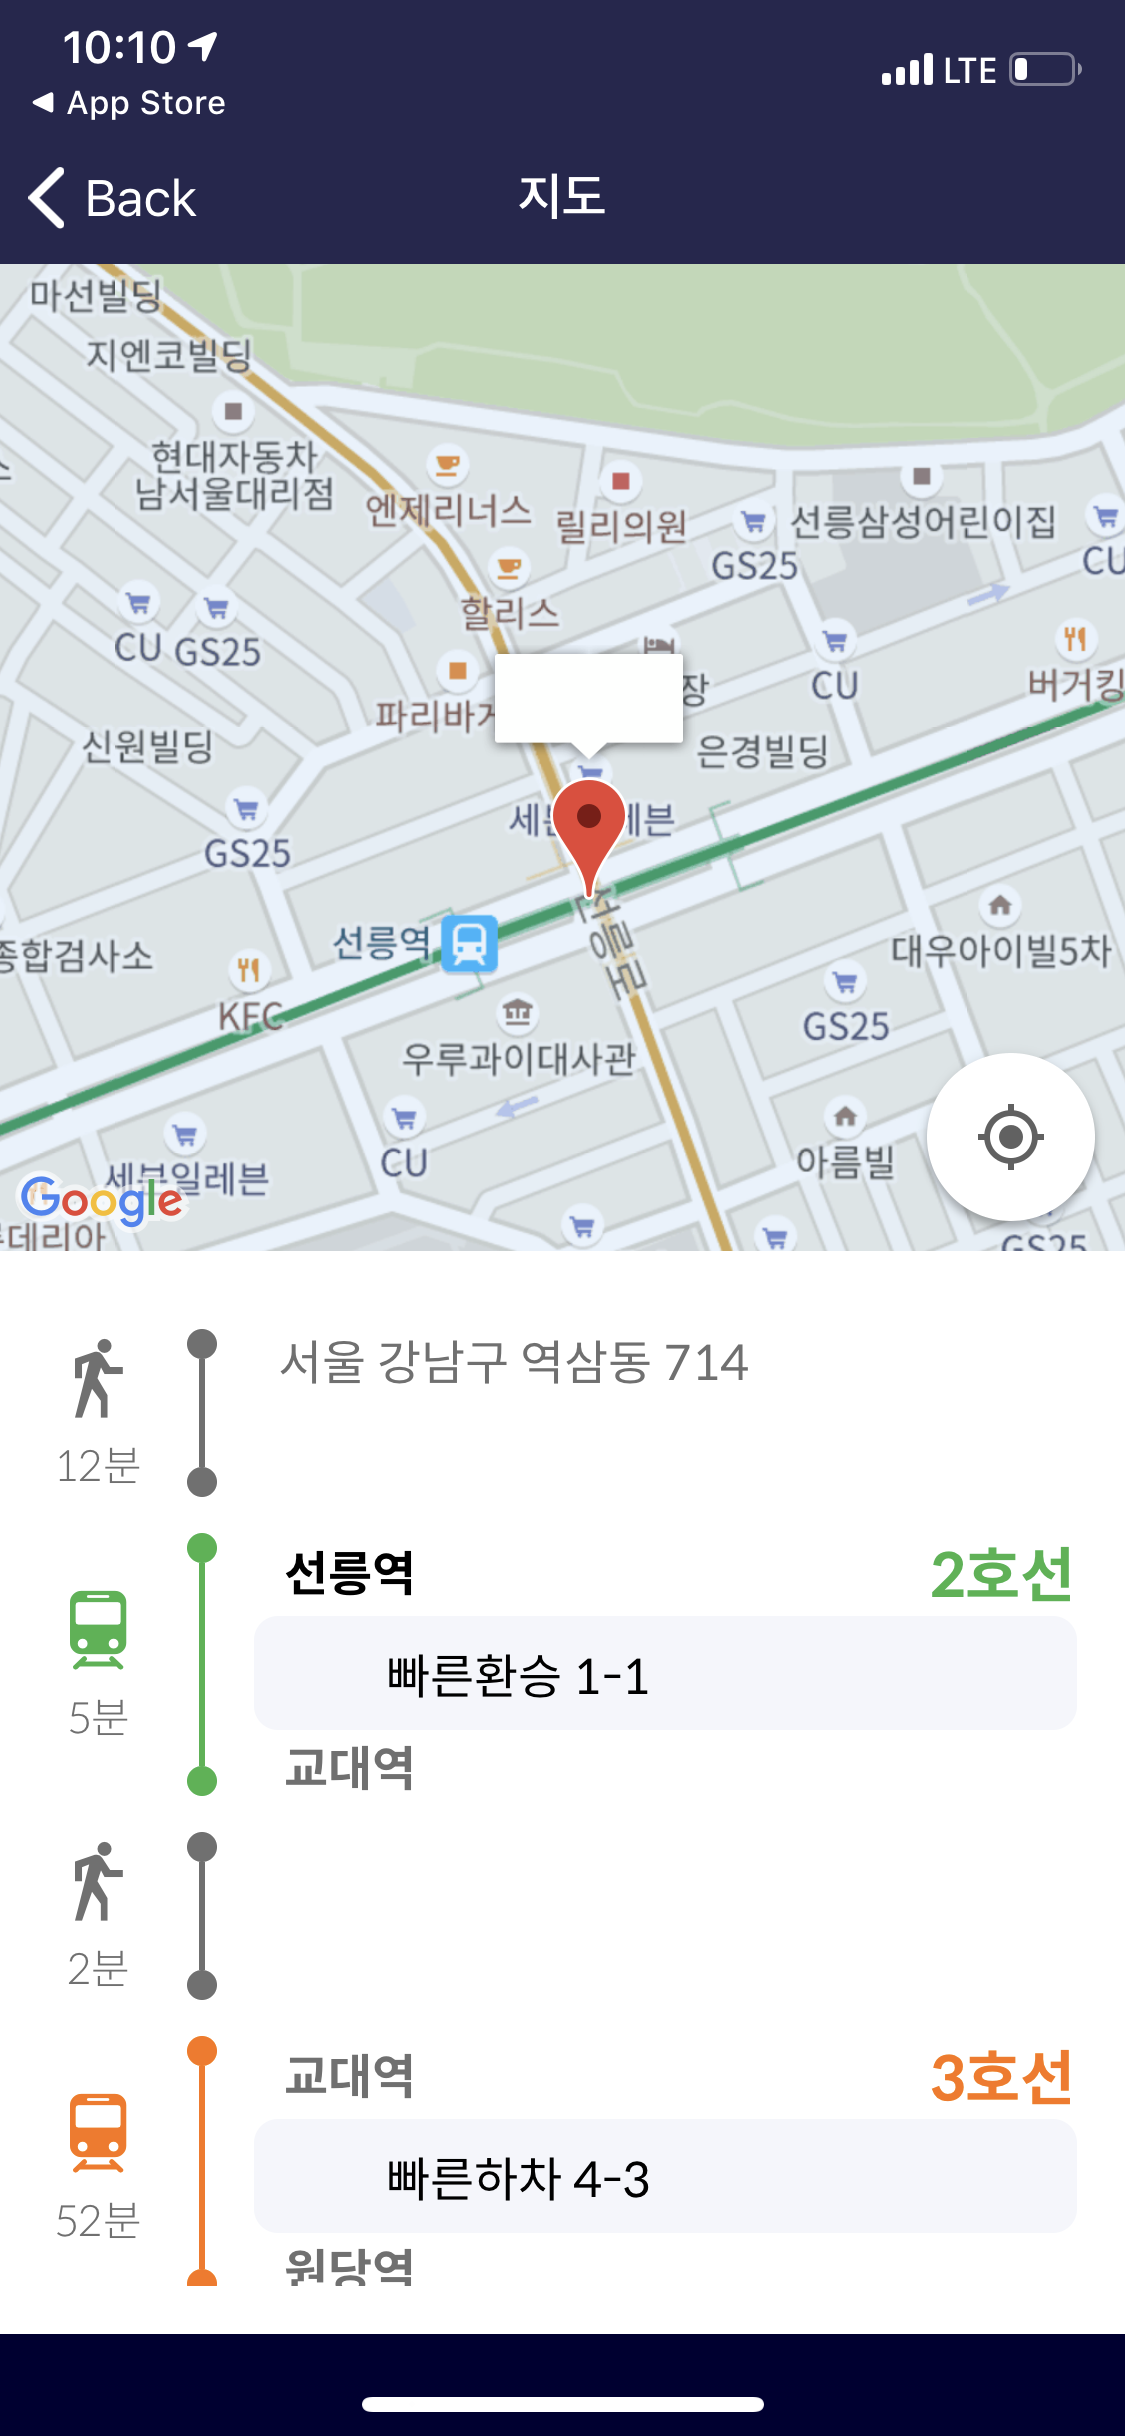 10:10
LTE
App Store
Back
지도
마선빌딩
지엔코빌딩
현대자동차
남서울대리점
엔제리너스
릴리의원
GS25
선릉삼성어린이집
CU
할리스
CU
GS25
CU
버거킹
파리바게
장
신원빌딩
은경빌딩
GS25
선릉역
선릉로
종합검사소
KFC
대우아이빌5차
우루과이대사관
GS25
CU
아름빌
세븐일레븐
Google
데리아
GS25
서울 강남구 역삼동 714
12분
선릉역
2호선
빠른환승 1-1
5분
교대역
2분
교대역
3호선
빠른하차 4-3
52분
원당역